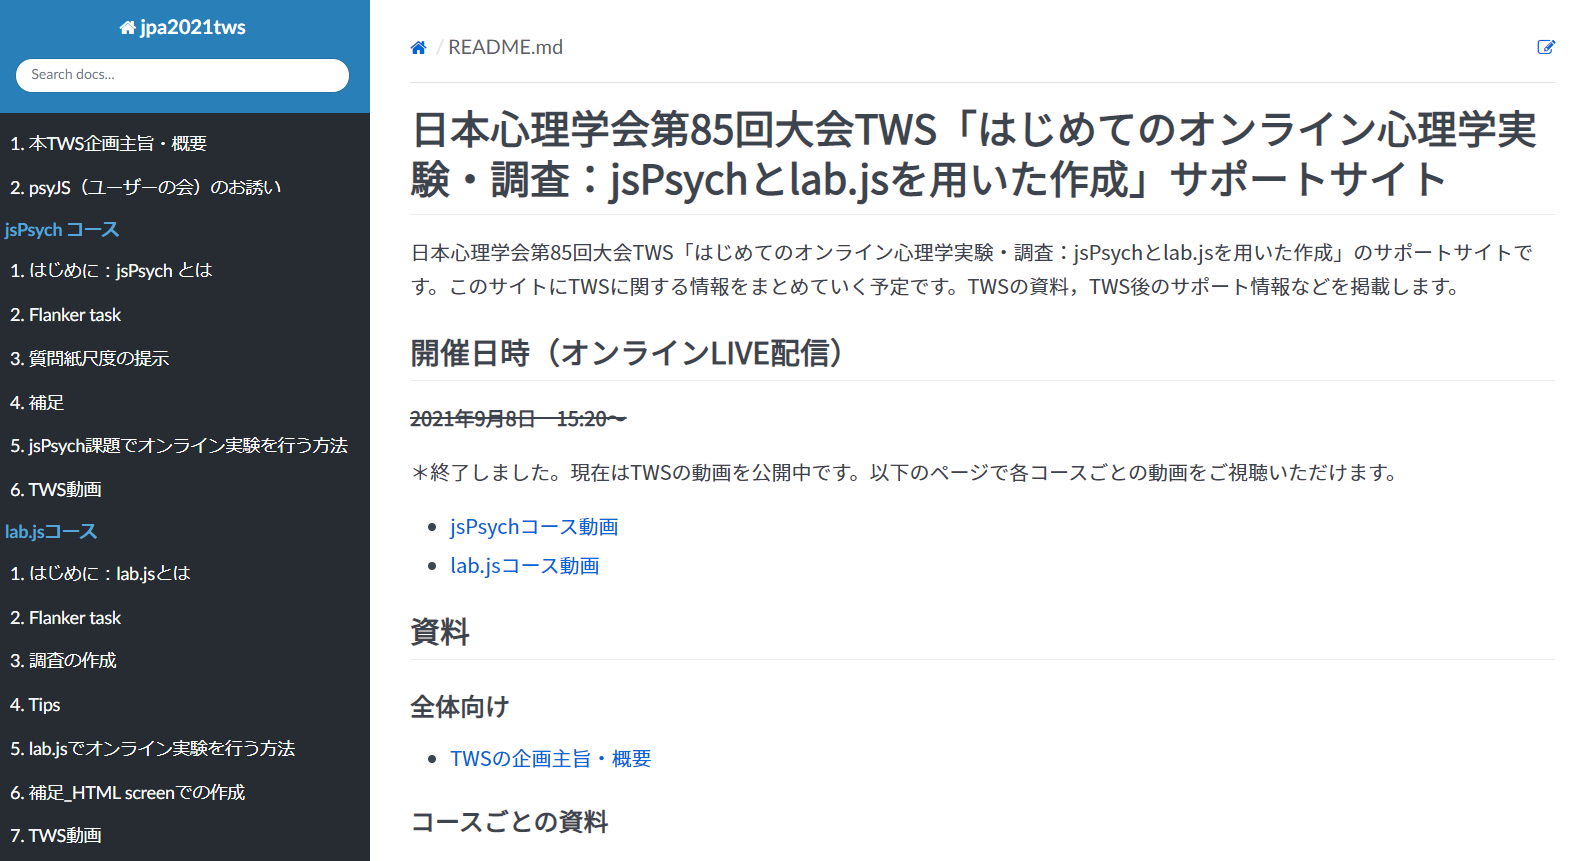 jpa2021tws
Search docs...
1. 本TWS企画主旨・概要
2. psyJS（ユーザーの会）のお誘い
jsPsych コース
1. はじめに：jsPsych とは
2. Flanker task
3. 質問紙尺度の提示
4. 補足
5. jsPsych課題でオンライン実験を行う方法
6. TWS動画
lab.jsコース
1. はじめに：lab.jsとは
2. Flanker task
3. 調査の作成
4. Tips
5. lab.jsでオンライン実験を行う方法
6. 補足_HTML screenでの作成
7. TWS動画
/ README.md
日本心理学会第85回大会TWS「はじめてのオンライン心理学実
験・調査：jsPsychとlab.jsを用いた作成」サポートサイト
日本心理学会第85回大会TWS「はじめてのオンライン心理学実験・調査：jsPsychとlab.jsを用いた作成」のサポートサイトで
す。このサイトにTWSに関する情報をまとめていく予定です。TWSの資料，TWS後のサポート情報などを掲載します。
開催日時（オンラインLIVE配信）
2021年9月8日　15:20〜
＊終了しました。現在はTWSの動画を公開中です。以下のページで各コースごとの動画をご視聴いただけます。
jsPsychコース動画
lab.jsコース動画
資料
全体向け
TWSの企画主旨・概要
コースごとの資料